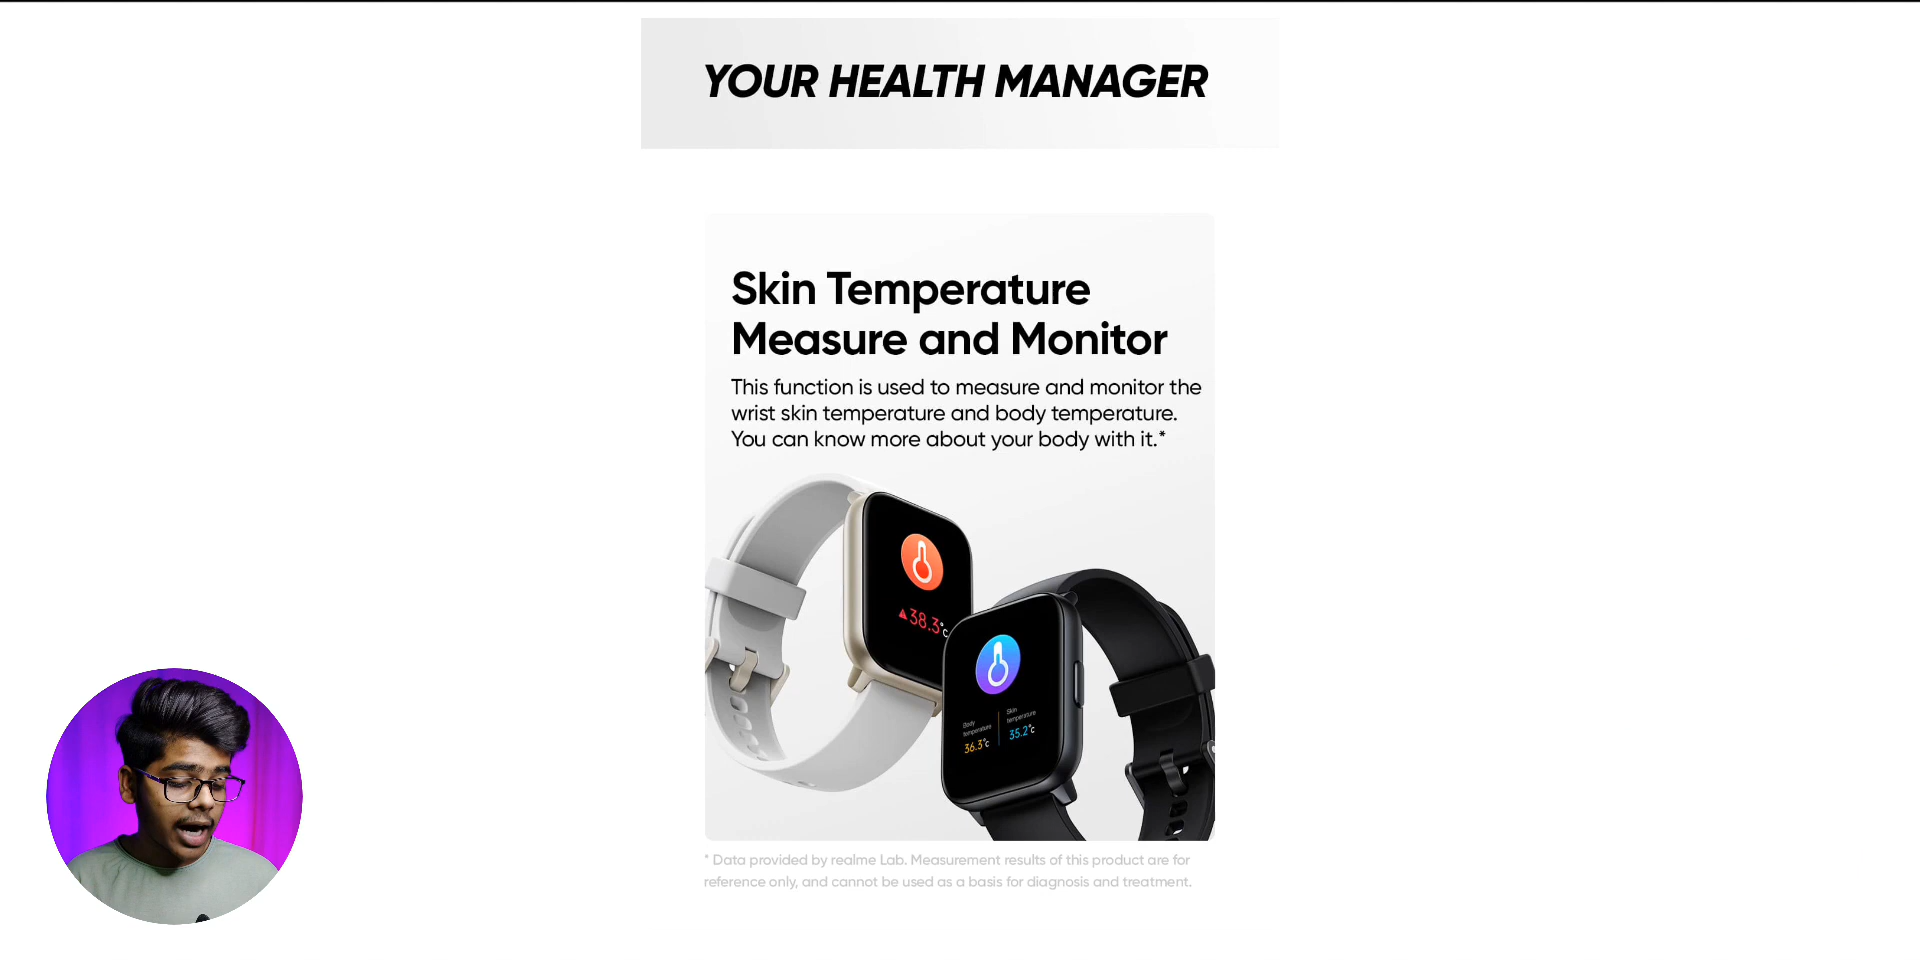 YOUR HEALTH MANAGER
Skin Temperature
Measure and Monitor
This function is used to measure and monitor the
wrist skin temperature and body temperature.
You can know more about your body with it.*
38.3°C
Body
temperature
36.3°C
Skin
temperature
35.2°C
* Data provided by realme Lab. Measurement results of this product are for
reference only, and cannot be used as a basis for diagnosis and treatment.